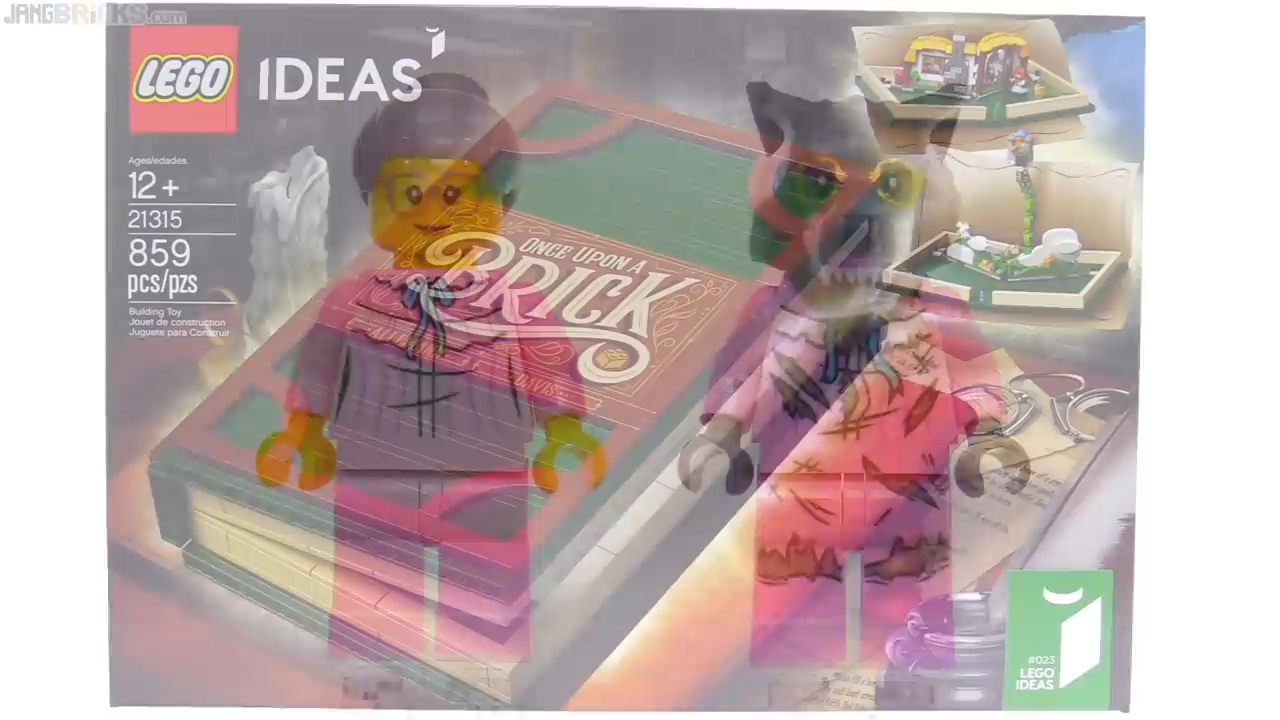 JANGBRiCKS.com
LEGO IDEAS
Ages/edades
12+
21315
859
pcs/pzs
Building Toy
Jouet de construction
Juguete para Construir
ONCE UPON A
BRICK
DAVIS
#023
LEGO
IDEAS